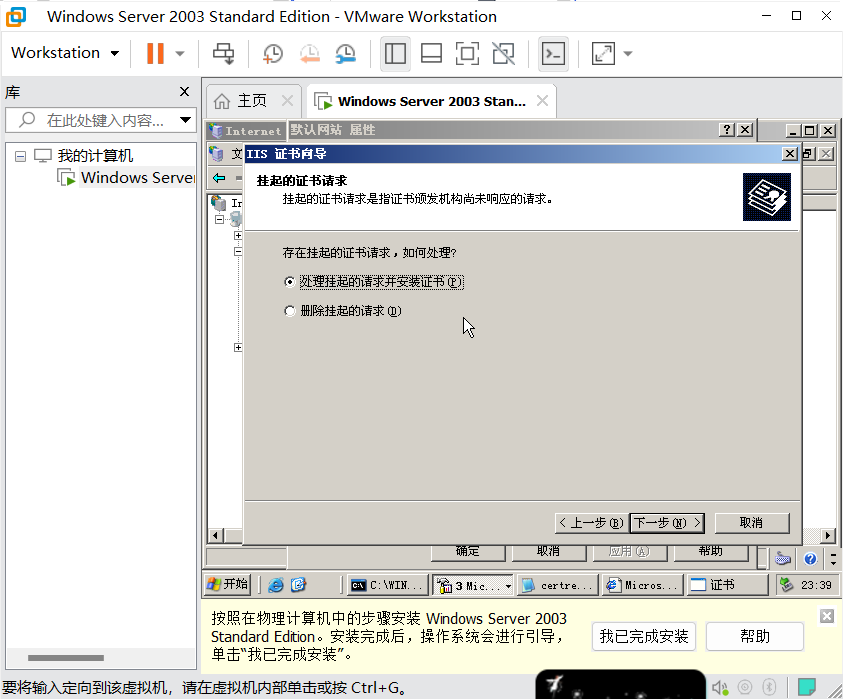 Windows Server 2003 Standard Edition - VMware Workstation
Workstation
库
在此处键入内容...
我的计算机
Windows Server
主页
Windows Server 2003 Stan...
Internet
默认网站 属性
文
IIS 证书向导
挂起的证书请求
挂起的证书请求是指证书颁发机构尚未响应的请求。
存在挂起的证书请求，如何处理?
处理挂起的请求并安装证书(P)
删除挂起的请求(D)
< 上一步(B)
下一步(N) >
取消
确定
取消
应用(A)
帮助
开始
C:\WIN...
3 Mic...
certre...
Micros...
证书
23:39
按照在物理计算机中的步骤安装 Windows Server 2003
Standard Edition。安装完成后，操作系统会进行引导，
单击“我已完成安装”。
我已完成安装
帮助
要将输入定向到该虚拟机，请在虚拟机内部单击或按 Ctrl+G。